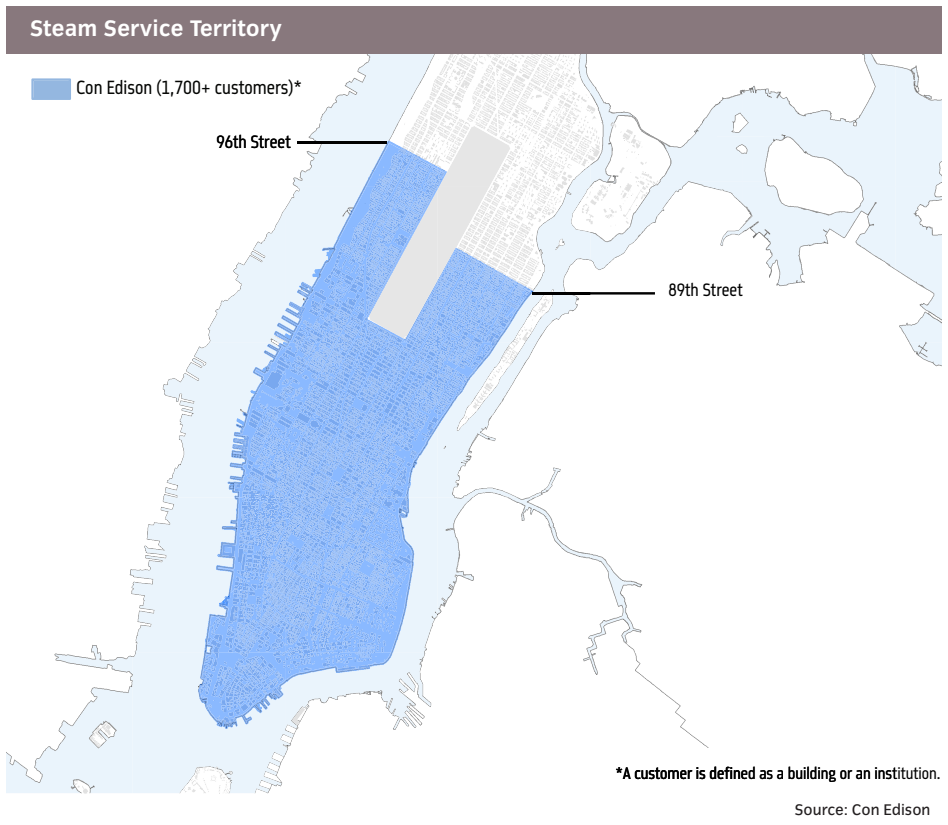 Steam Service Territory
Con Edison (1,700+ customers)*
96th Street
89th Street
*A customer is defined as a building or an institution.
Source: Con Edison